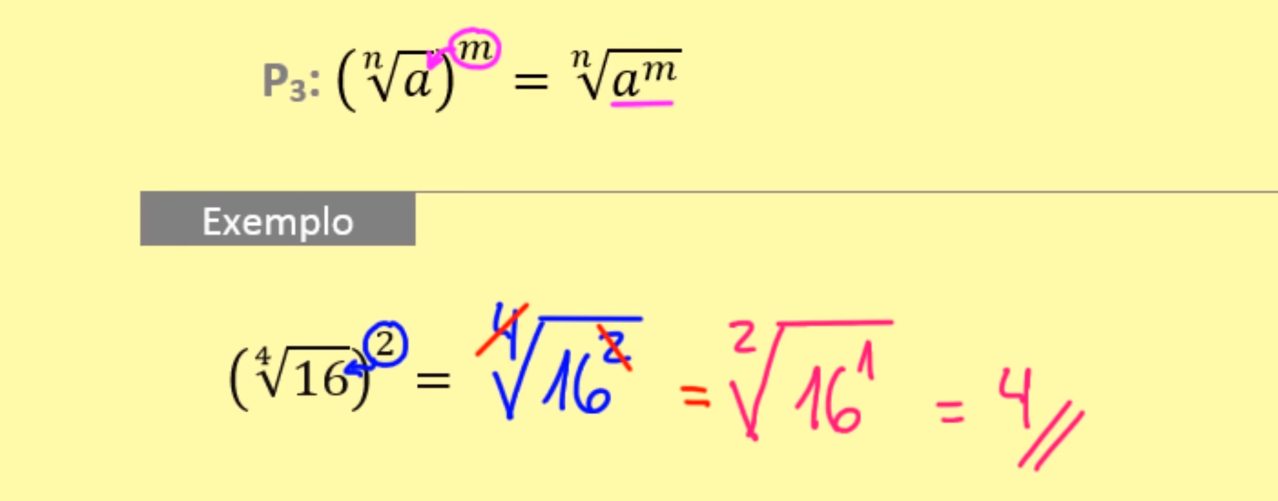 P₃: (ⁿ√a)ᵐ = ⁿ√aᵐ
Exemplo
(⁴√16)² = ⁴√16² = ²√16¹ = 4//